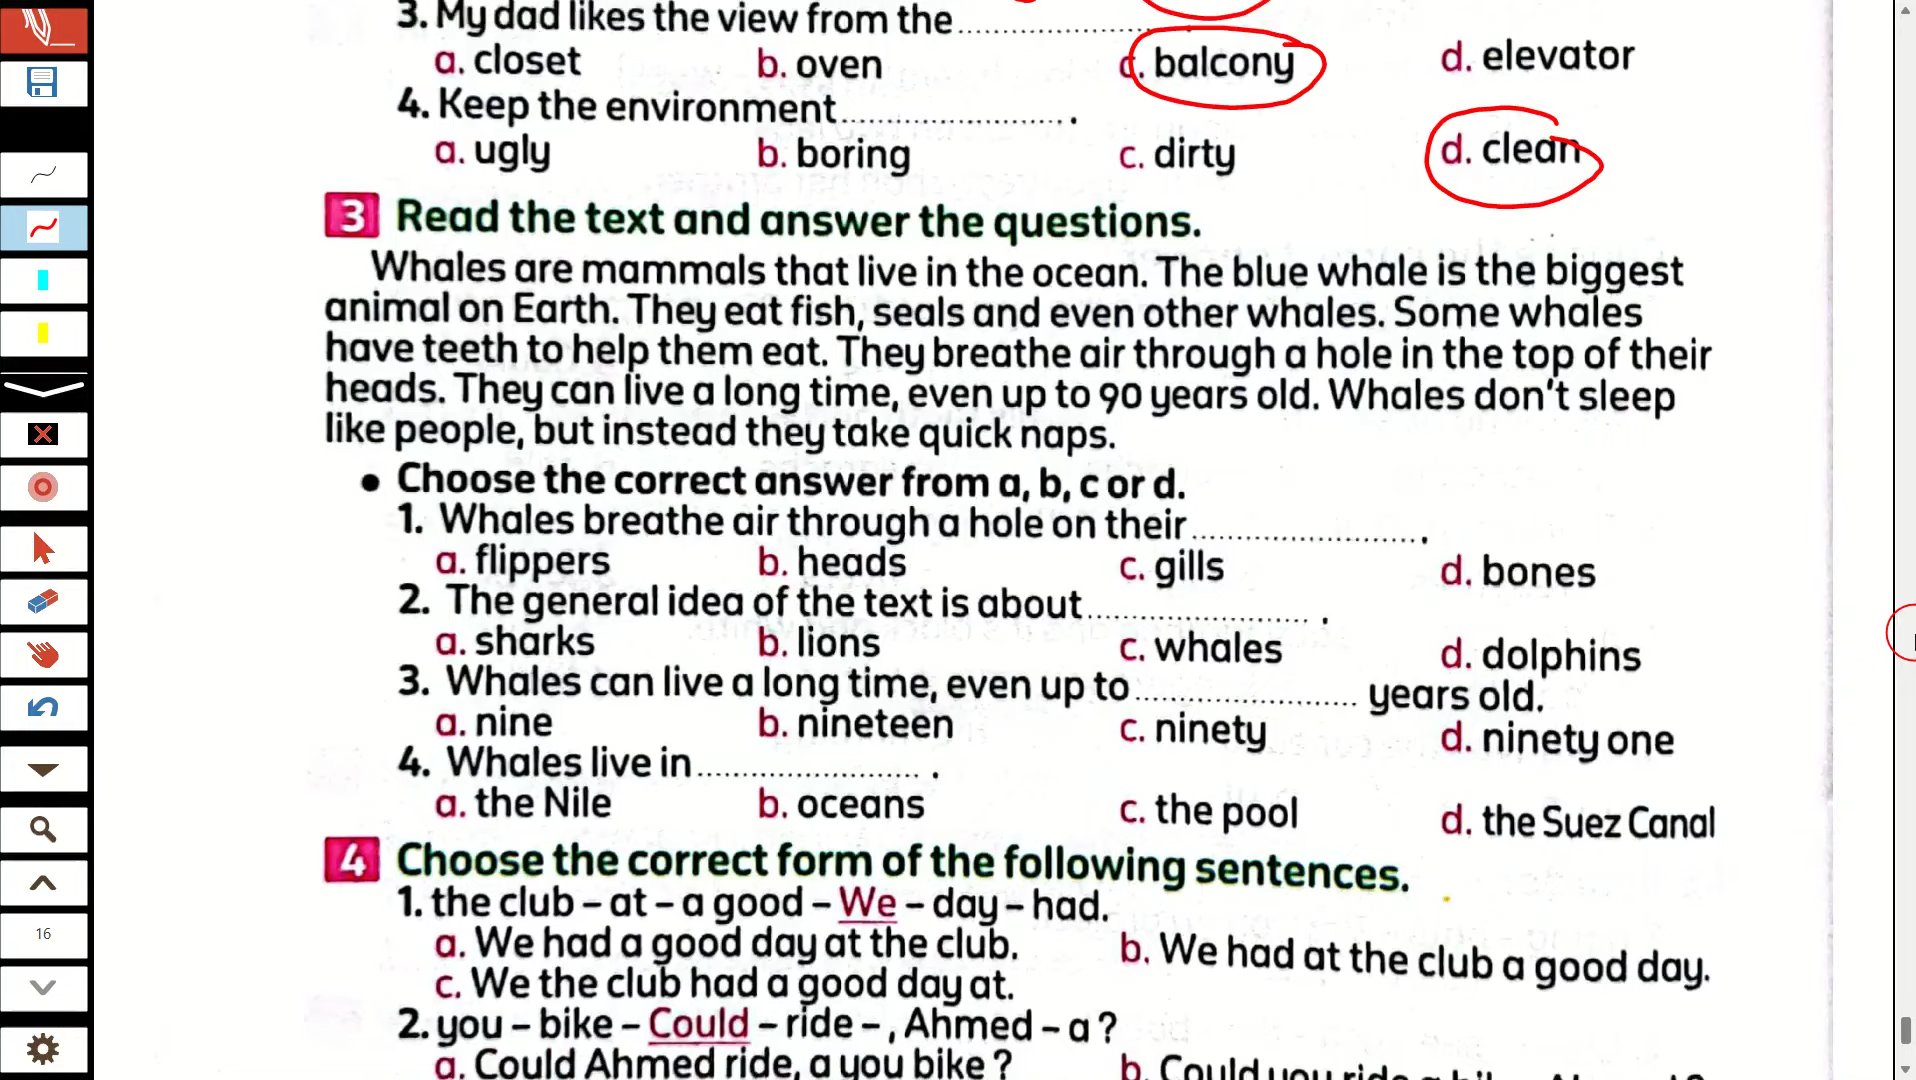 3. My dad likes the view from the ........................
a. closet b. oven c. balcony d. elevator
4. Keep the environment ........................ .
a. ugly b. boring c. dirty d. clean
3 Read the text and answer the questions.
Whales are mammals that live in the ocean. The blue whale is the biggest
animal on Earth. They eat fish, seals and even other whales. Some whales
have teeth to help them eat. They breathe air through a hole in the top of their
heads. They can live a long time, even up to 90 years old. Whales don't sleep
like people, but instead they take quick naps.
● Choose the correct answer from a, b, c or d.
1. Whales breathe air through a hole on their ........................ .
a. flippers b. heads c. gills d. bones
2. The general idea of the text is about ........................ .
a. sharks b. lions c. whales d. dolphins
3. Whales can live a long time, even up to ........................ years old.
a. nine b. nineteen c. ninety d. ninety one
4. Whales live in ........................ .
a. the Nile b. oceans c. the pool d. the Suez Canal
4 Choose the correct form of the following sentences.
1. the club – at – a good – We – day – had.
a. We had a good day at the club. b. We had at the club a good day.
c. We the club had a good day at.
2. you – bike – Could – ride – , Ahmed – a ?
a. Could Ahmed ride, a you bike ? b. Could you ride a bike, Ahmed ?
16